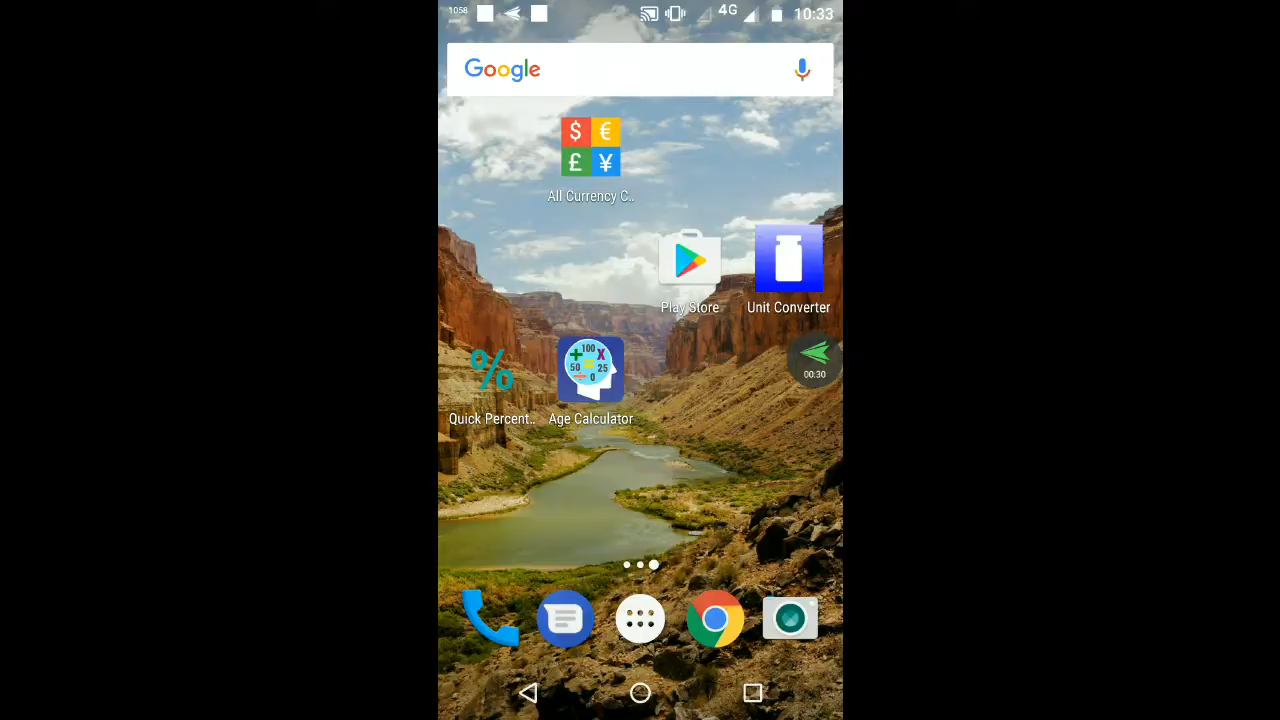 1058 4G 10:33
Google
$ €
£ ¥
All Currency C..
Play Store Unit Converter
00:30
100
+ X
50 25
÷ 0
Quick Percent.. Age Calculator
%